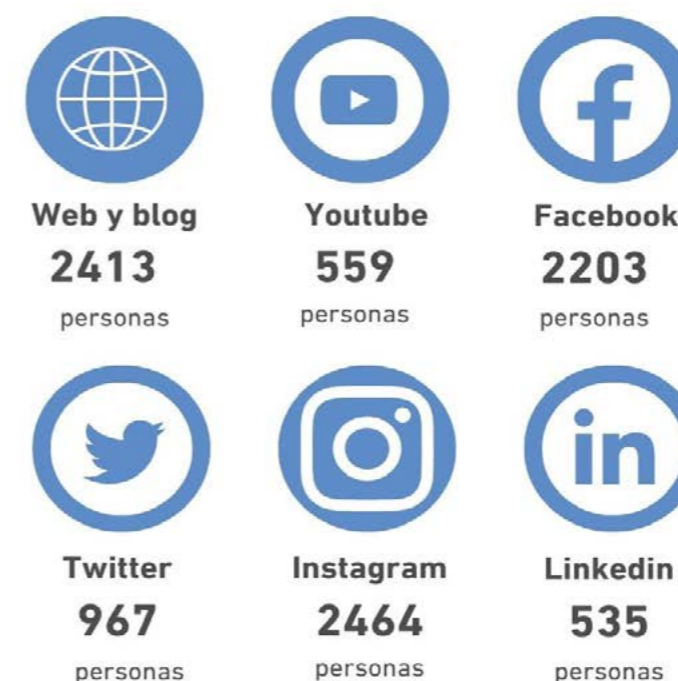 Web y blog
2413
personas
Youtube
559
personas
Facebook
2203
personas
Twitter
967
personas
Instagram
2464
personas
in
Linkedin
535
personas